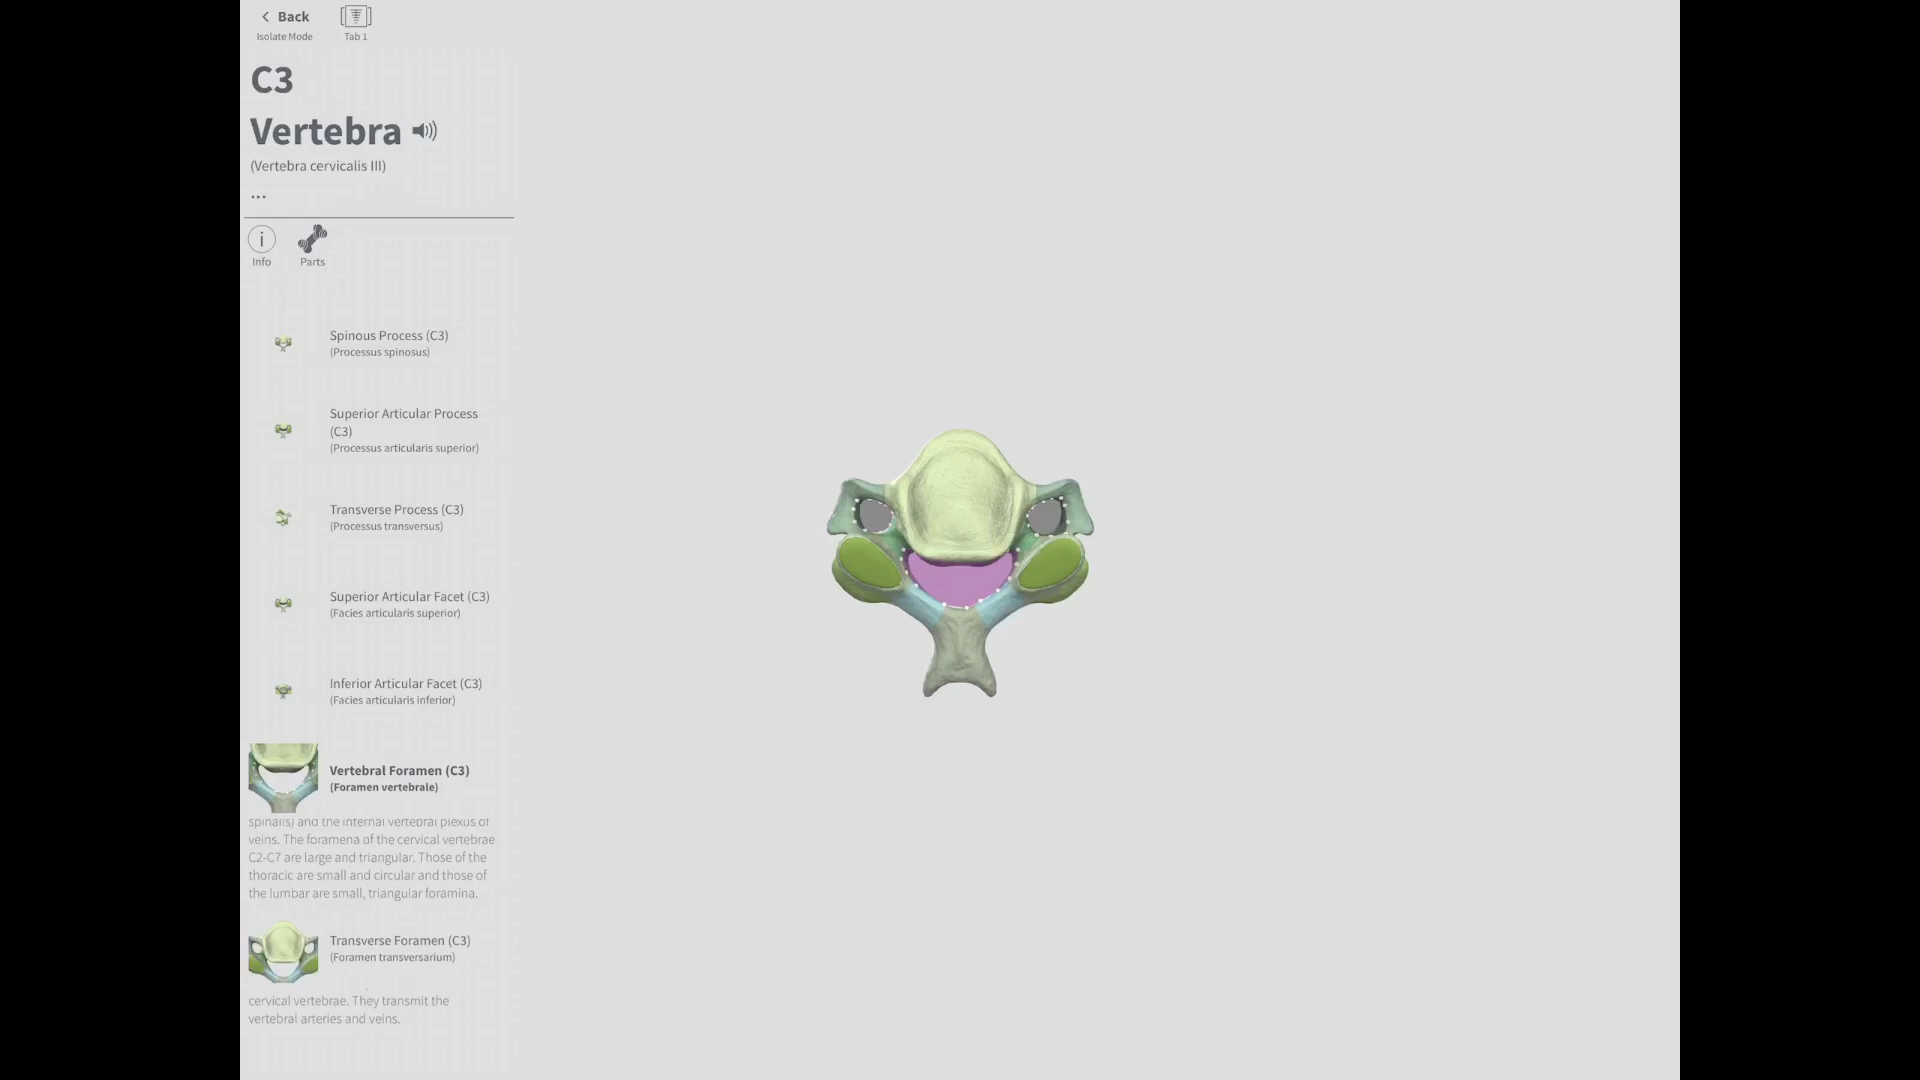 Back
Isolate Mode
Tab 1
C3
Vertebra
(Vertebra cervicalis III)
...
Info
Parts
Spinous Process (C3)
(Processus spinosus)
Superior Articular Process
(C3)
(Processus articularis superior)
Transverse Process (C3)
(Processus transversus)
Superior Articular Facet (C3)
(Facies articularis superior)
Inferior Articular Facet (C3)
(Facies articularis inferior)
Vertebral Foramen (C3)
(Foramen vertebrale)
spinalis) and the internal vertebral plexus of
veins. The foramena of the cervical vertebrae
C2-C7 are large and triangular. Those of the
thoracic are small and circular and those of
the lumbar are small, triangular foramina.
Transverse Foramen (C3)
(Foramen transversarium)
cervical vertebrae. They transmit the
vertebral arteries and veins.